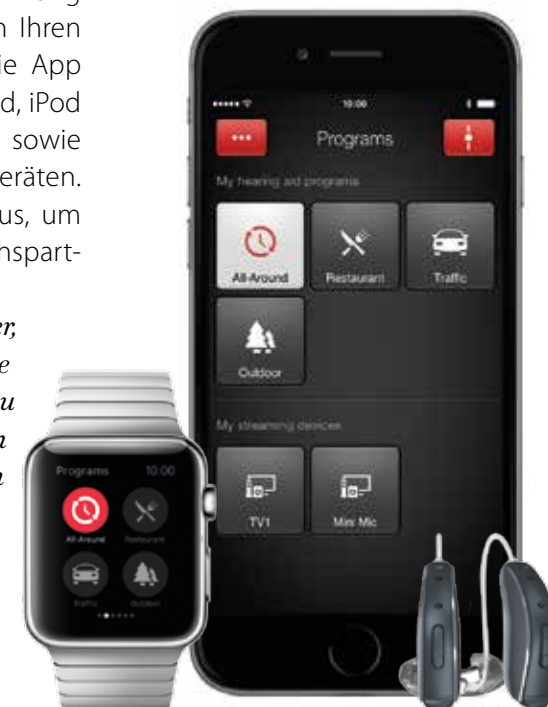 n Ihren
ie App
d, iPod
sowie
eräten.
us, um
hspart-
er,
e
u
n
n
10:00
Programs
My hearing aid programs
All-Around
Restaurant
Traffic
Outdoor
My streaming devices
TV1
Mini Mic
Programs 10:00
All-Around
Restaurant
Traffic
Outdoor